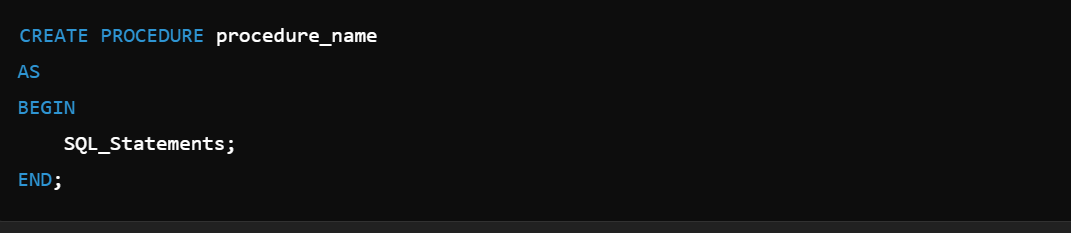 CREATE PROCEDURE procedure_name
AS
BEGIN
    SQL_Statements;
END;